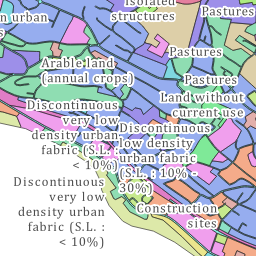 Isolated
structures
Pastures
n urban
s
Pastures
Arable land
(annual crops)
Pastures
Land without
current use
Discontinuous
very low
density urban
fabric (S.L. :
< 10%)
Discontinuous
low density
urban fabric
(S.L. : 10% -
30%)
Discontinuous
very low
density urban
fabric (S.L. :
< 10%)
Construction
sites